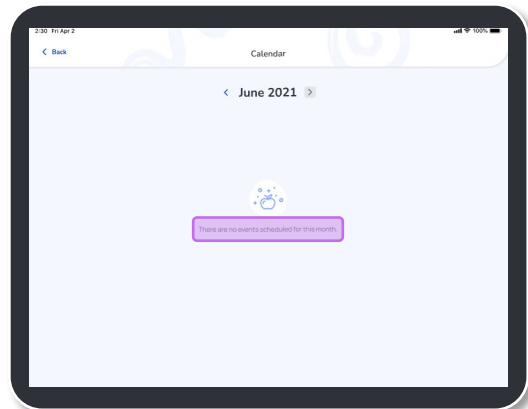 2:30 Fri Apr 2
100%
Back
Calendar
June 2021
There are no events scheduled for this month.